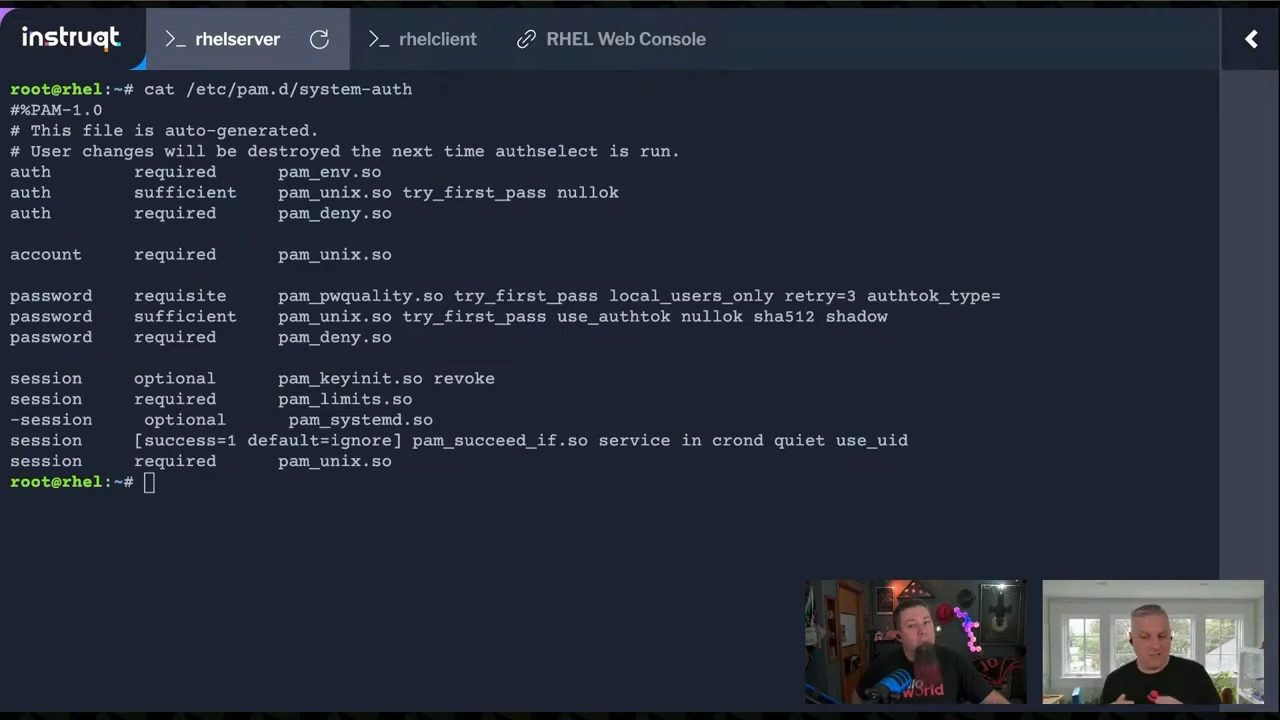 instruqt
>_ rhelserver
>_ rhelclient
RHEL Web Console
root@rhel:~# cat /etc/pam.d/system-auth
#%PAM-1.0
# This file is auto-generated.
# User changes will be destroyed the next time authselect is run.
auth        required      pam_env.so
auth        sufficient    pam_unix.so try_first_pass nullok
auth        required      pam_deny.so
account     required      pam_unix.so
password    requisite     pam_pwquality.so try_first_pass local_users_only retry=3 authtok_type=
password    sufficient    pam_unix.so try_first_pass use_authtok nullok sha512 shadow
password    required      pam_deny.so
session     optional      pam_keyinit.so revoke
session     required      pam_limits.so
-session     optional      pam_systemd.so
session     [success=1 default=ignore] pam_succeed_if.so service in crond quiet use_uid
session     required      pam_unix.so
root@rhel:~#